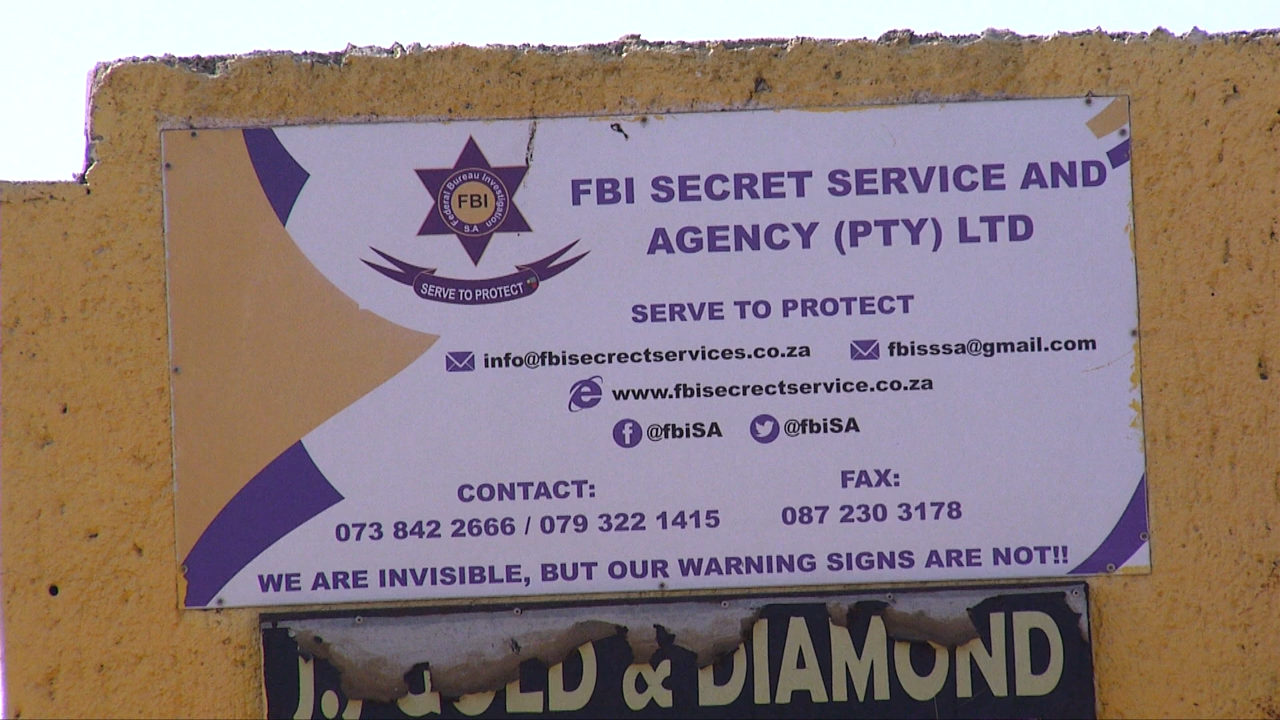 Federal Bureau Investigation
FBI
S.A
SERVE TO PROTECT
FBI SECRET SERVICE AND
AGENCY (PTY) LTD
SERVE TO PROTECT
info@fbisecrectservices.co.za fbisssa@gmail.com
www.fbisecrectservice.co.za
@fbiSA @fbiSA
CONTACT: FAX:
073 842 2666 / 079 322 1415 087 230 3178
WE ARE INVISIBLE, BUT OUR WARNING SIGNS ARE NOT!!
GOLD & DIAMOND